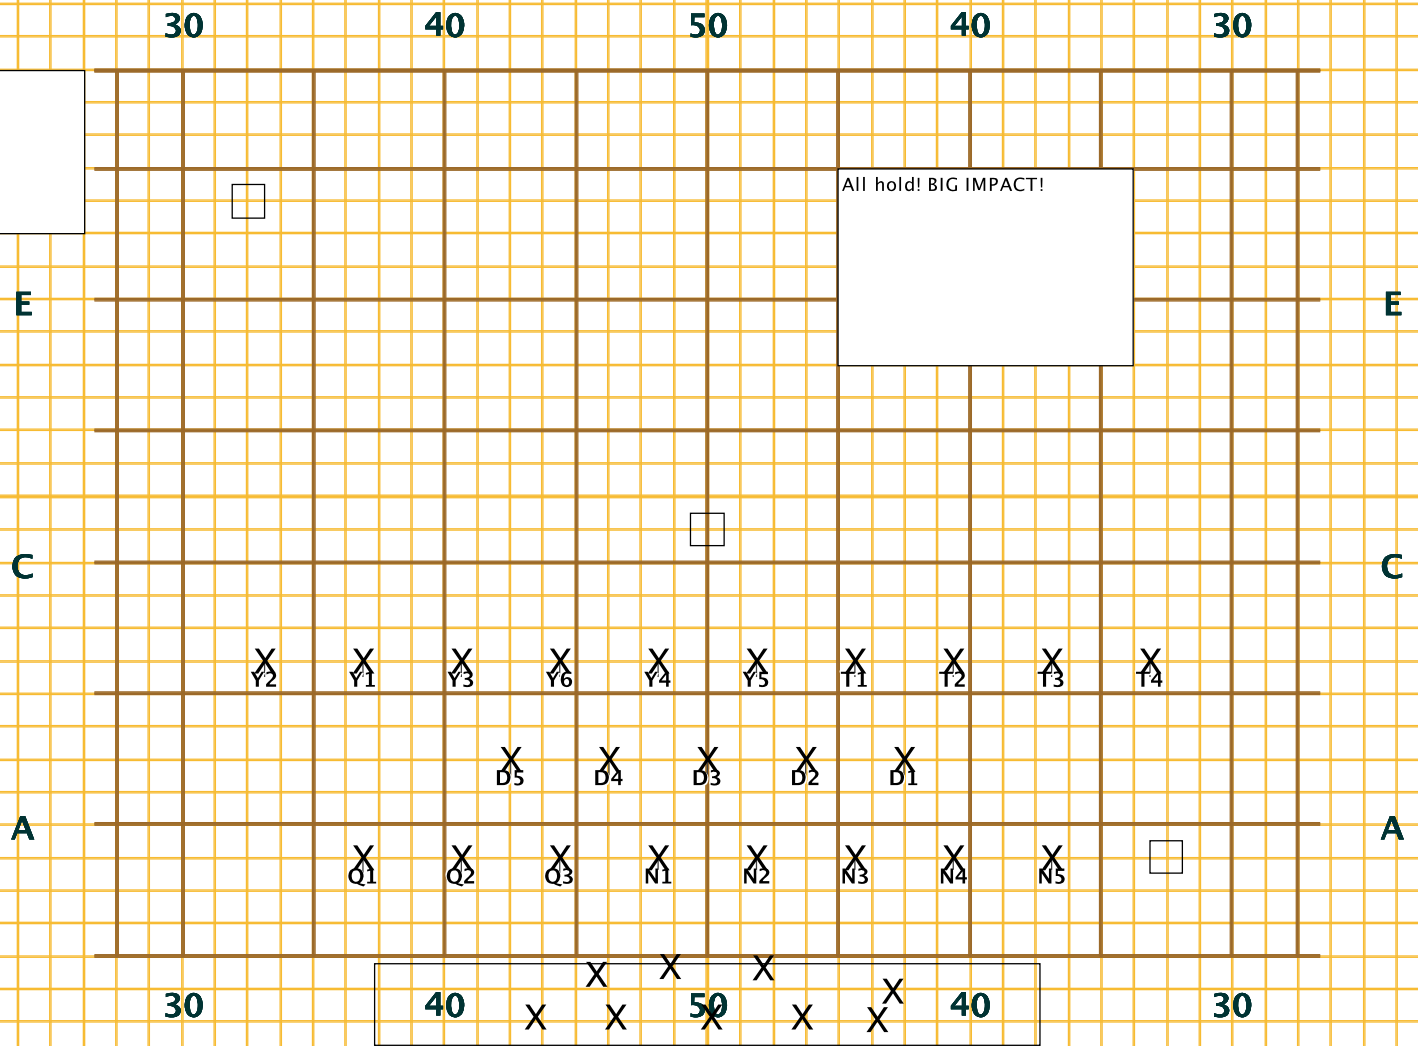 30 40 50 40 30
All hold! BIG IMPACT!
E E
C C
X X X X X X X X X X
Y2 Y1 Y3 Y6 Y4 Y5 T1 T2 T3 T4
X X X X X
D5 D4 D3 D2 D1
A A
X X X X X X X X
Q1 Q2 Q3 N1 N2 N3 N4 N5
X X X X
30 40 50 40 30
X X X X X